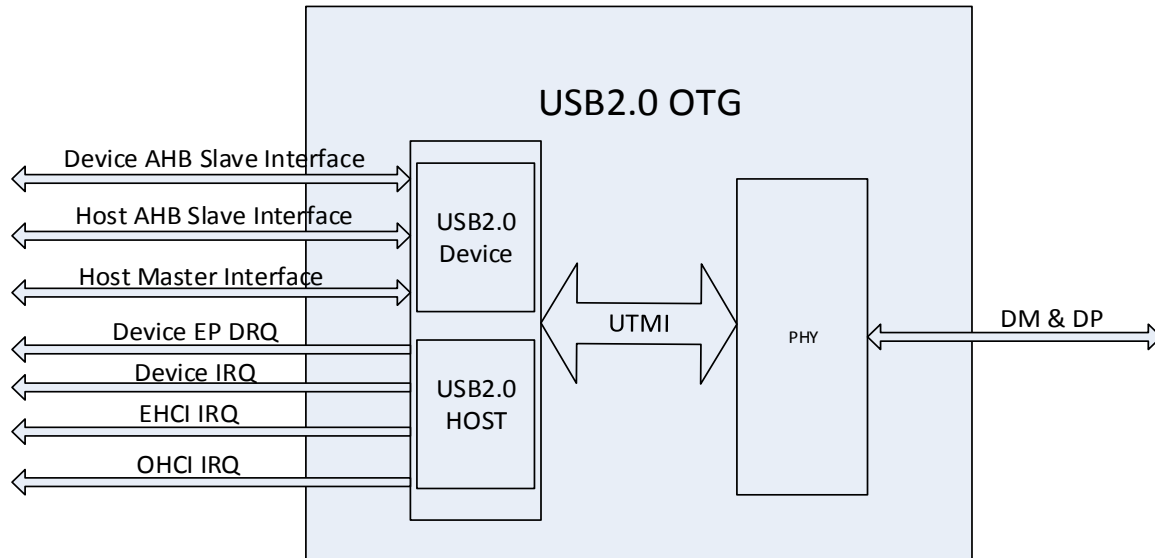 USB2.0 OTG
Device AHB Slave Interface
Host AHB Slave Interface
Host Master Interface
Device EP DRQ
Device IRQ
EHCI IRQ
OHCI IRQ
USB2.0
Device
USB2.0
HOST
UTMI
PHY
DM & DP